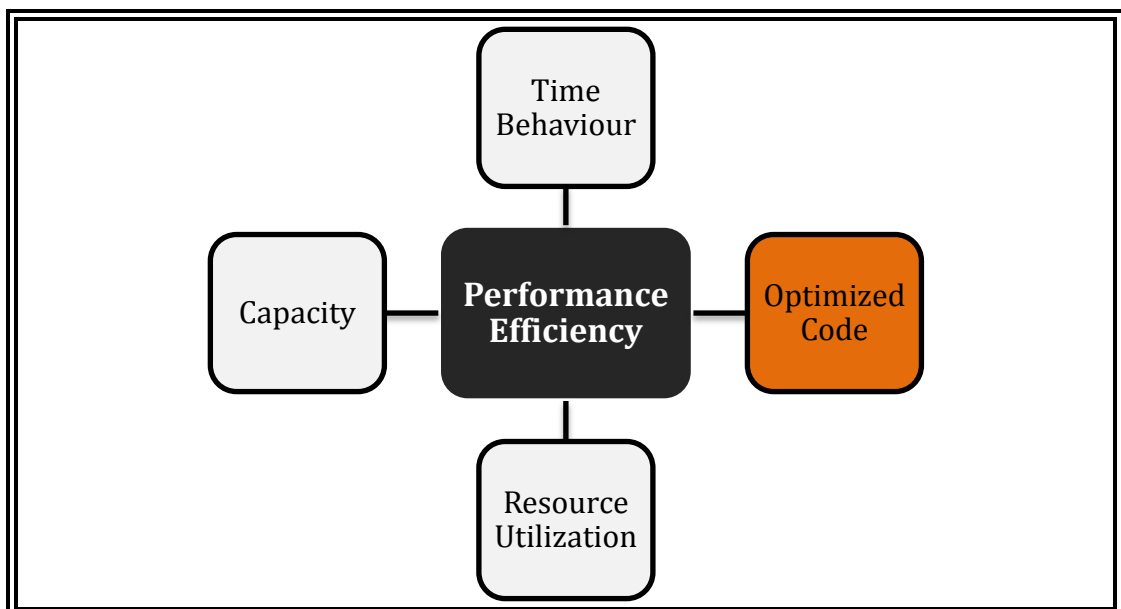 Time
Behaviour
Capacity
Performance
Efficiency
Optimized
Code
Resource
Utilization